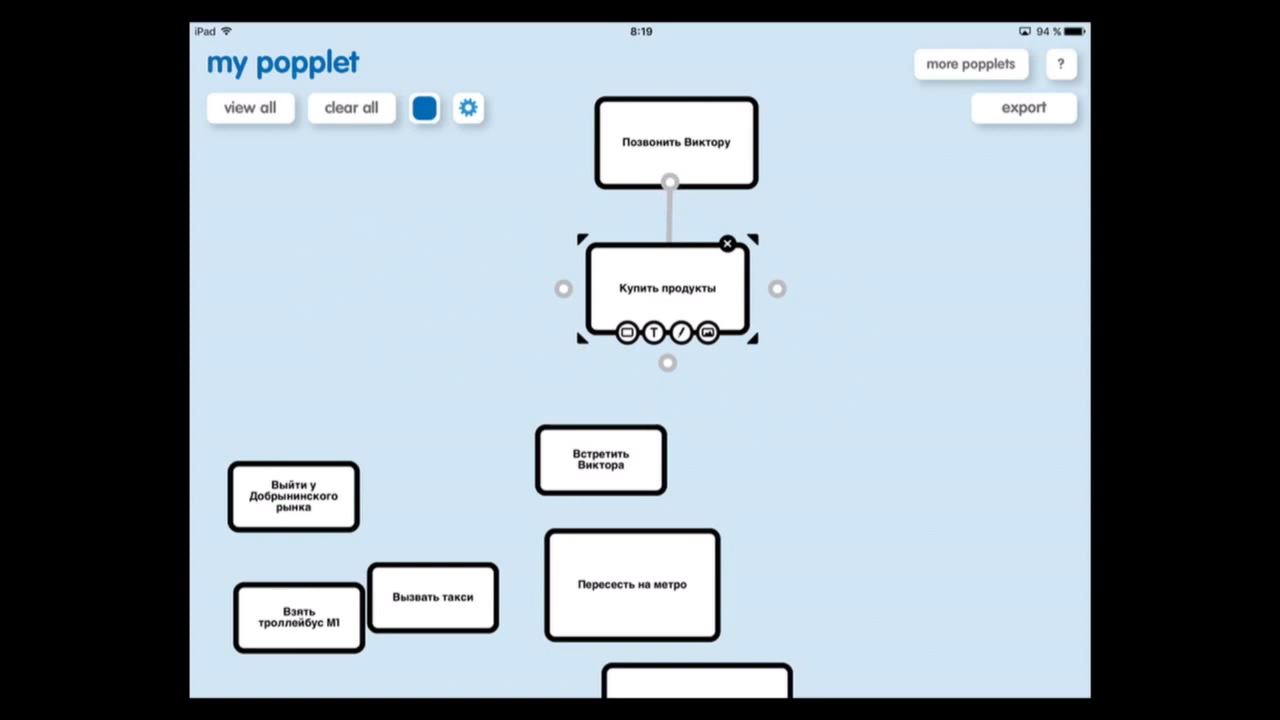 iPad
8:19
94 %
my popplet
more popplets
?
view all
clear all
export
Позвонить Виктору
Купить продукты
T
Встретить
Виктора
Выйти у
Добрынинского
рынка
Пересесть на метро
Вызвать такси
Взять
троллейбус М1